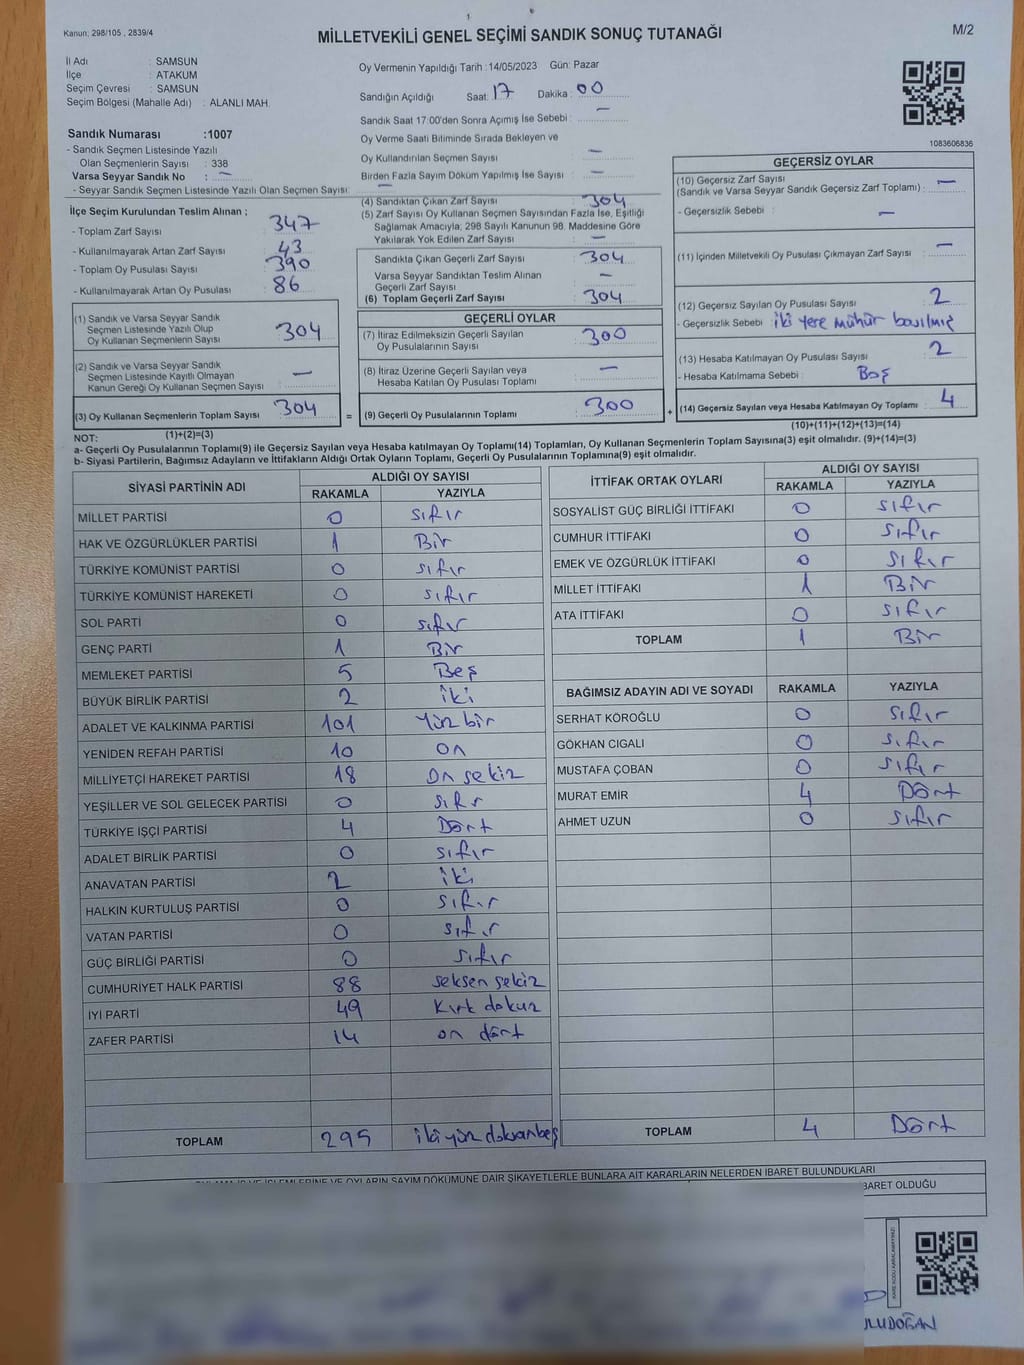 Kanun, 298/105 , 2839/4
MİLLETVEKİLİ GENEL SEÇİMİ SANDIK SONUÇ TUTANAĞI
M/2
İl Adı : SAMSUN
İlçe : ATAKUM
Seçim Çevresi : SAMSUN
Seçim Bölgesi (Mahalle Adı) : ALANLI MAH.
Oy Vermenin Yapıldığı Tarih :14/05/2023 Gün: Pazar
Sandığın Açıldığı Saat: 17 Dakika : 00
Sandık Saat 17:00'den Sonra Açımış İse Sebebi : —
Oy Verme Saati Bitiminde Sırada Bekleyen ve
Oy Kullandırılan Seçmen Sayısı : —
Birden Fazla Sayım Döküm Yapılmış İse Sayısı : —
1083606836
Sandık Numarası :1007
- Sandık Seçmen Listesinde Yazılı
Olan Seçmenlerin Sayısı : 338
Varsa Seyyar Sandık No : —
- Seyyar Sandık Seçmen Listesinde Yazılı Olan Seçmen Sayısı: —
İlçe Seçim Kurulundan Teslim Alınan ;
- Toplam Zarf Sayısı : 347
- Kullanılmayarak Artan Zarf Sayısı : 43
- Toplam Oy Pusulası Sayısı : 390
- Kullanılmayarak Artan Oy Pusulası : 86
(1) Sandık ve Varsa Seyyar Sandık
Seçmen Listesinde Yazılı Olup
Oy Kullanan Seçmenlerin Sayısı : 304
(2) Sandık ve Varsa Seyyar Sandık
Seçmen Listesinde Kayıtlı Olmayan
Kanun Gereği Oy Kullanan Seçmen Sayısı : —
(3) Oy Kullanan Seçmenlerin Toplam Sayısı : 304
(1)+(2)=(3)
(4) Sandıktan Çıkan Zarf Sayısı : 304
(5) Zarf Sayısı Oy Kullanan Seçmen Sayısından Fazla İse, Eşitliği
Sağlamak Amacıyla; 298 Sayılı Kanunun 98. Maddesine Göre
Yakılarak Yok Edilen Zarf Sayısı : —
Sandıkta Çıkan Geçerli Zarf Sayısı : 304
Varsa Seyyar Sandıktan Teslim Alınan
Geçerli Zarf Sayısı : —
(6) Toplam Geçerli Zarf Sayısı : 304
GEÇERLİ OYLAR
(7) İtiraz Edilmeksizin Geçerli Sayılan
Oy Pusulalarının Sayısı : 300
(8) İtiraz Üzerine Geçerli Sayılan veya
Hesaba Katılan Oy Pusulası Toplamı : —
= (9) Geçerli Oy Pusulalarının Toplamı : 300
GEÇERSİZ OYLAR
(10) Geçersiz Zarf Sayısı
(Sandık ve Varsa Seyyar Sandık Geçersiz Zarf Toplamı) : —
- Geçersizlik Sebebi : —
(11) İçinden Milletvekili Oy Pusulası Çıkmayan Zarf Sayısı : —
(12) Geçersiz Sayılan Oy Pusulası Sayısı : 2
- Geçersizlik Sebebi : iki yere mühür basılmış
(13) Hesaba Katılmayan Oy Pusulası Sayısı : 2
- Hesaba Katılmama Sebebi : Boş
+ (14) Geçersiz Sayılan veya Hesaba Katılmayan Oy Toplamı : 4
(10)+(11)+(12)+(13)=(14)
NOT:
a- Geçerli Oy Pusulalarının Toplamı(9) ile Geçersiz Sayılan veya Hesaba katılmayan Oy Toplamı(14) Toplamları, Oy Kullanan Seçmenlerin Toplam Sayısına(3) eşit olmalıdır. (9)+(14)=(3)
b- Siyasi Partilerin, Bağımsız Adayların ve İttifakların Aldığı Ortak Oyların Toplamı, Geçerli Oy Pusulalarının Toplamına(9) eşit olmalıdır.
SİYASİ PARTİNİN ADI ALDIĞI OY SAYISI
RAKAMLA YAZIYLA
MİLLET PARTİSİ 0 sıfır
HAK VE ÖZGÜRLÜKLER PARTİSİ 1 Bir
TÜRKİYE KOMÜNİST PARTİSİ 0 sıfır
TÜRKİYE KOMÜNİST HAREKETİ 0 sıfır
SOL PARTİ 0 sıfır
GENÇ PARTİ 1 Bir
MEMLEKET PARTİSİ 5 Beş
BÜYÜK BİRLİK PARTİSİ 2 iki
ADALET VE KALKINMA PARTİSİ 101 Yüz bir
YENİDEN REFAH PARTİSİ 10 on
MİLLİYETÇİ HAREKET PARTİSİ 18 On sekiz
YEŞİLLER VE SOL GELECEK PARTİSİ 0 sıfır
TÜRKİYE İŞÇİ PARTİSİ 4 Dört
ADALET BİRLİK PARTİSİ 0 sıfır
ANAVATAN PARTİSİ 2 iki
HALKIN KURTULUŞ PARTİSİ 0 sıfır
VATAN PARTİSİ 0 sıfır
GÜÇ BİRLİĞİ PARTİSİ 0 sıfır
CUMHURİYET HALK PARTİSİ 88 seksen sekiz
İYİ PARTİ 49 Kırk dokuz
ZAFER PARTİSİ 14 on dört
TOPLAM 295 iki yüz doksanbeş
İTTİFAK ORTAK OYLARI ALDIĞI OY SAYISI
RAKAMLA YAZIYLA
SOSYALİST GÜÇ BİRLİĞİ İTTİFAKI 0 sıfır
CUMHUR İTTİFAKI 0 sıfır
EMEK VE ÖZGÜRLÜK İTTİFAKI 0 sıfır
MİLLET İTTİFAKI 1 Bir
ATA İTTİFAKI 0 sıfır
TOPLAM 1 Bir
BAĞIMSIZ ADAYIN ADI VE SOYADI RAKAMLA YAZIYLA
SERHAT KÖROĞLU 0 sıfır
GÖKHAN CIGALI 0 sıfır
MUSTAFA ÇOBAN 0 sıfır
MURAT EMİR 4 Dört
AHMET UZUN 0 sıfır
TOPLAM 4 Dört
OYLARIN SAYIM DÖKÜMÜNE DAİR ŞİKAYETLERLE BUNLARA AİT KARARLARIN NELERDEN İBARET BULUNDUKLARI
BARET OLDUĞU
ULUDOĞAN